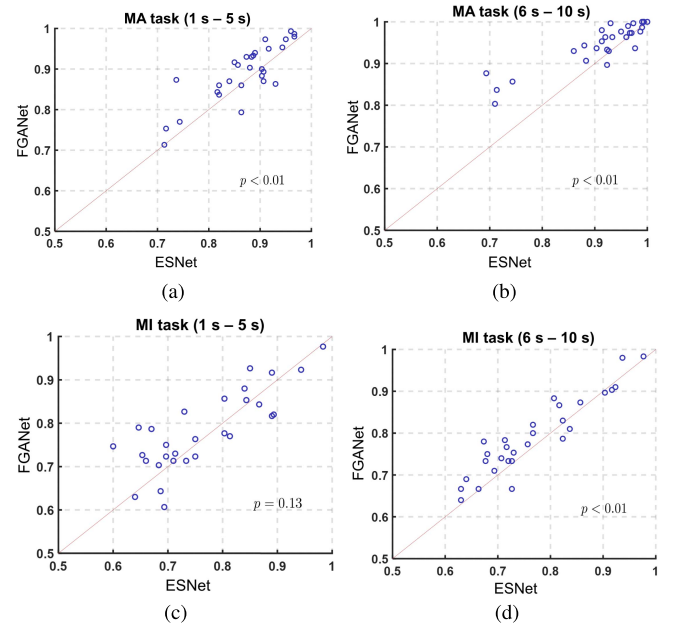 MA task (1 s – 5 s)
1
0.9
0.8
0.7
0.6
0.5
FGANet
p < 0.01
0.5 0.6 0.7 0.8 0.9 1
ESNet
(a)
MA task (6 s – 10 s)
1
0.9
0.8
0.7
0.6
0.5
FGANet
p < 0.01
0.5 0.6 0.7 0.8 0.9 1
ESNet
(b)
MI task (1 s – 5 s)
1
0.9
0.8
0.7
0.6
0.5
FGANet
p = 0.13
0.5 0.6 0.7 0.8 0.9 1
ESNet
(c)
MI task (6 s – 10 s)
1
0.9
0.8
0.7
0.6
0.5
FGANet
p < 0.01
0.5 0.6 0.7 0.8 0.9 1
ESNet
(d)